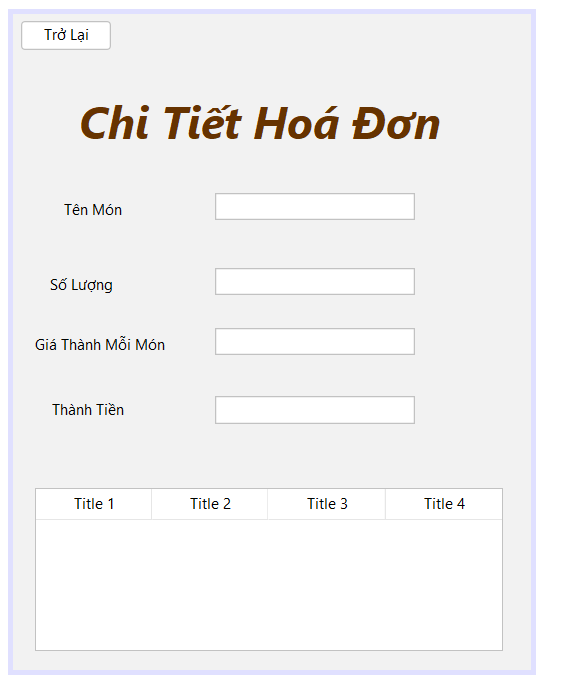 Trở Lại
Chi Tiết Hoá Đơn
Tên Món
Số Lượng
Giá Thành Mỗi Món
Thành Tiền
Title 1 Title 2 Title 3 Title 4